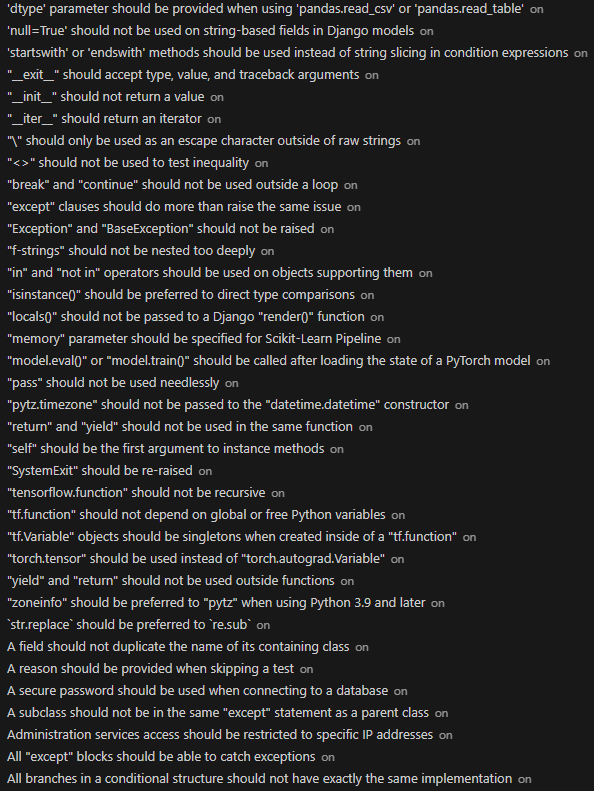 'dtype' parameter should be provided when using 'pandas.read_csv' or 'pandas.read_table' on
'null=True' should not be used on string-based fields in Django models on
'startswith' or 'endswith' methods should be used instead of string slicing in condition expressions on
"__exit__" should accept type, value, and traceback arguments on
"__init__" should not return a value on
"__iter__" should return an iterator on
"\" should only be used as an escape character outside of raw strings on
"<>" should not be used to test inequality on
"break" and "continue" should not be used outside a loop on
"except" clauses should do more than raise the same issue on
"Exception" and "BaseException" should not be raised on
"f-strings" should not be nested too deeply on
"in" and "not in" operators should be used on objects supporting them on
"isinstance()" should be preferred to direct type comparisons on
"locals()" should not be passed to a Django "render()" function on
"memory" parameter should be specified for Scikit-Learn Pipeline on
"model.eval()" or "model.train()" should be called after loading the state of a PyTorch model on
"pass" should not be used needlessly on
"pytz.timezone" should not be passed to the "datetime.datetime" constructor on
"return" and "yield" should not be used in the same function on
"self" should be the first argument to instance methods on
"SystemExit" should be re-raised on
"tensorflow.function" should not be recursive on
"tf.function" should not depend on global or free Python variables on
"tf.Variable" objects should be singletons when created inside of a "tf.function" on
"torch.tensor" should be used instead of "torch.autograd.Variable" on
"yield" and "return" should not be used outside functions on
"zoneinfo" should be preferred to "pytz" when using Python 3.9 and later on
`str.replace` should be preferred to `re.sub` on
A field should not duplicate the name of its containing class on
A reason should be provided when skipping a test on
A secure password should be used when connecting to a database on
A subclass should not be in the same "except" statement as a parent class on
Administration services access should be restricted to specific IP addresses on
All "except" blocks should be able to catch exceptions on
All branches in a conditional structure should not have exactly the same implementation on